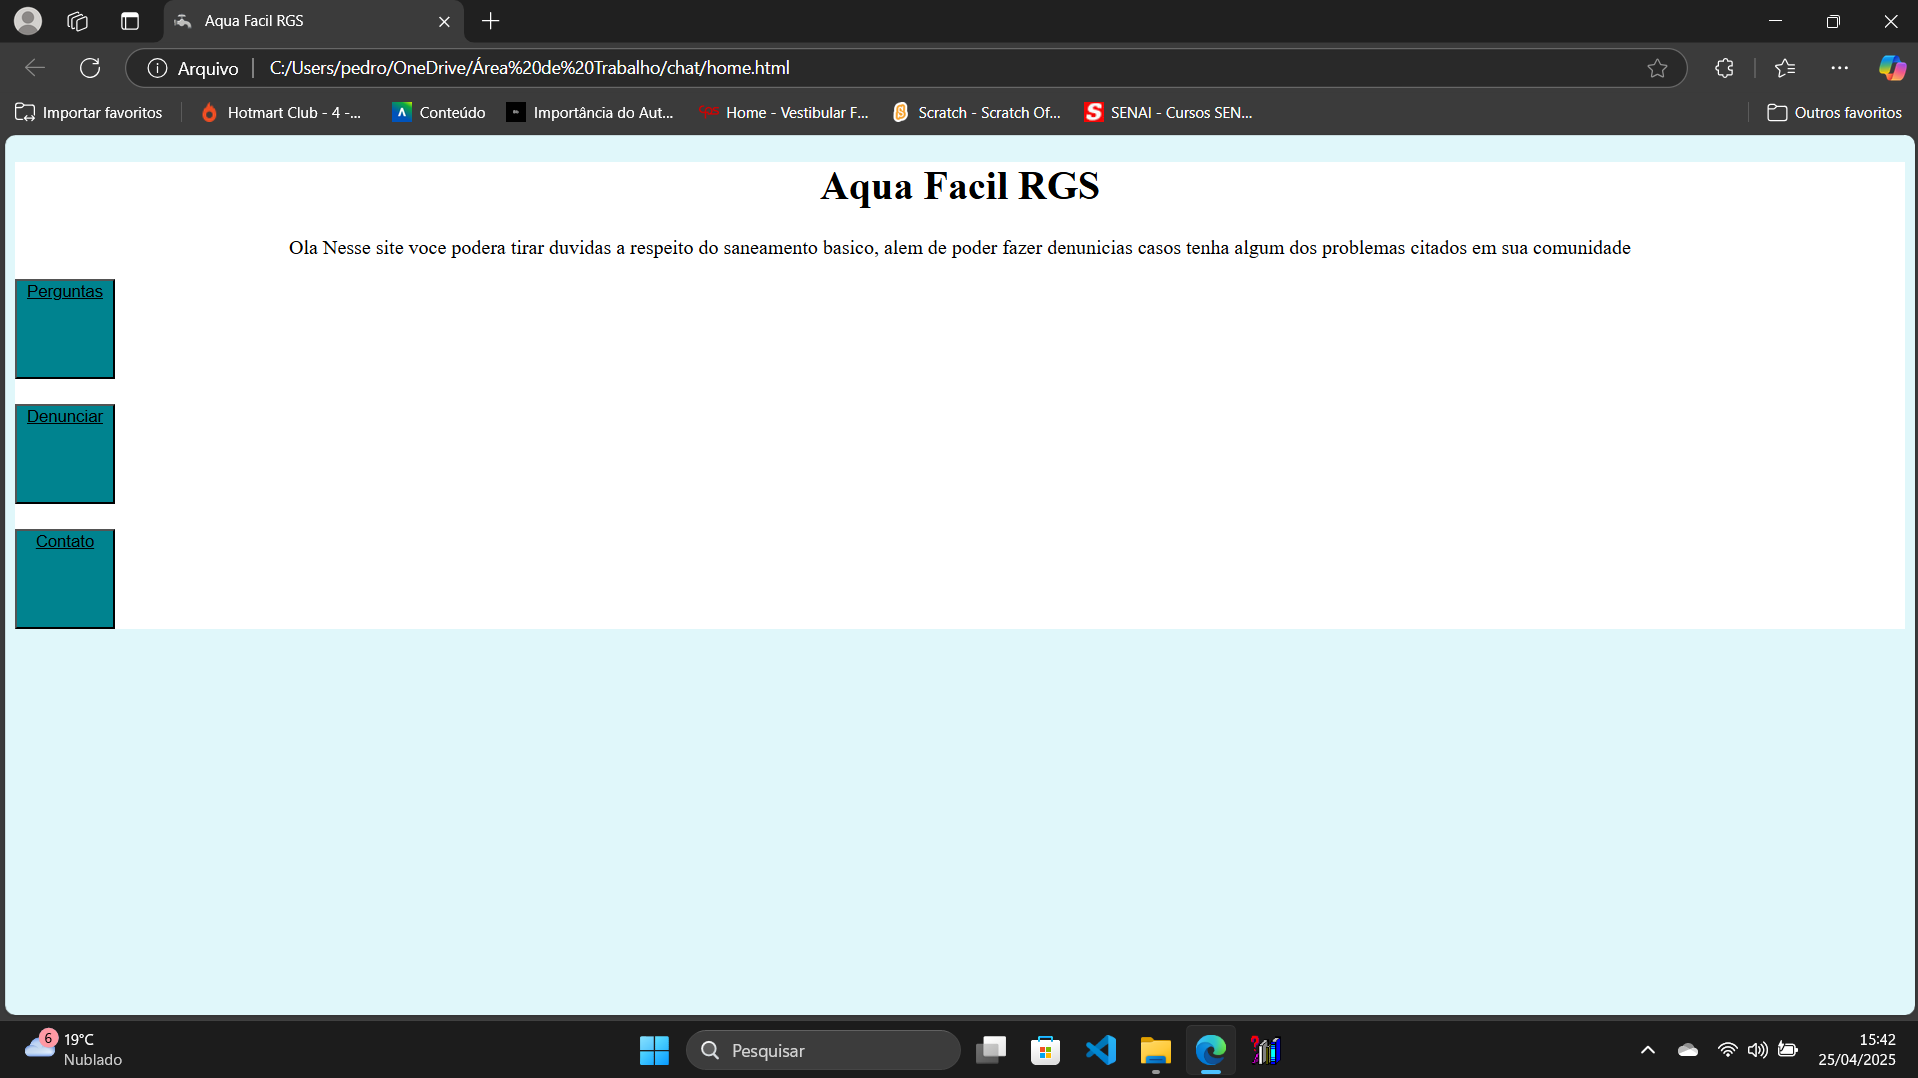 Aqua Facil RGS
Arquivo
C:/Users/pedro/OneDrive/Área%20de%20Trabalho/chat/home.html
Importar favoritos
Hotmart Club - 4 -...
Conteúdo
Importância do Aut...
Home - Vestibular F...
Scratch - Scratch Of...
SENAI - Cursos SEN...
Outros favoritos
Aqua Facil RGS
Ola Nesse site voce podera tirar duvidas a respeito do saneamento basico, alem de poder fazer denunicias casos tenha algum dos problemas citados em sua comunidade
Perguntas
Denunciar
Contato
6
19°C
Nublado
Pesquisar
15:42
25/04/2025